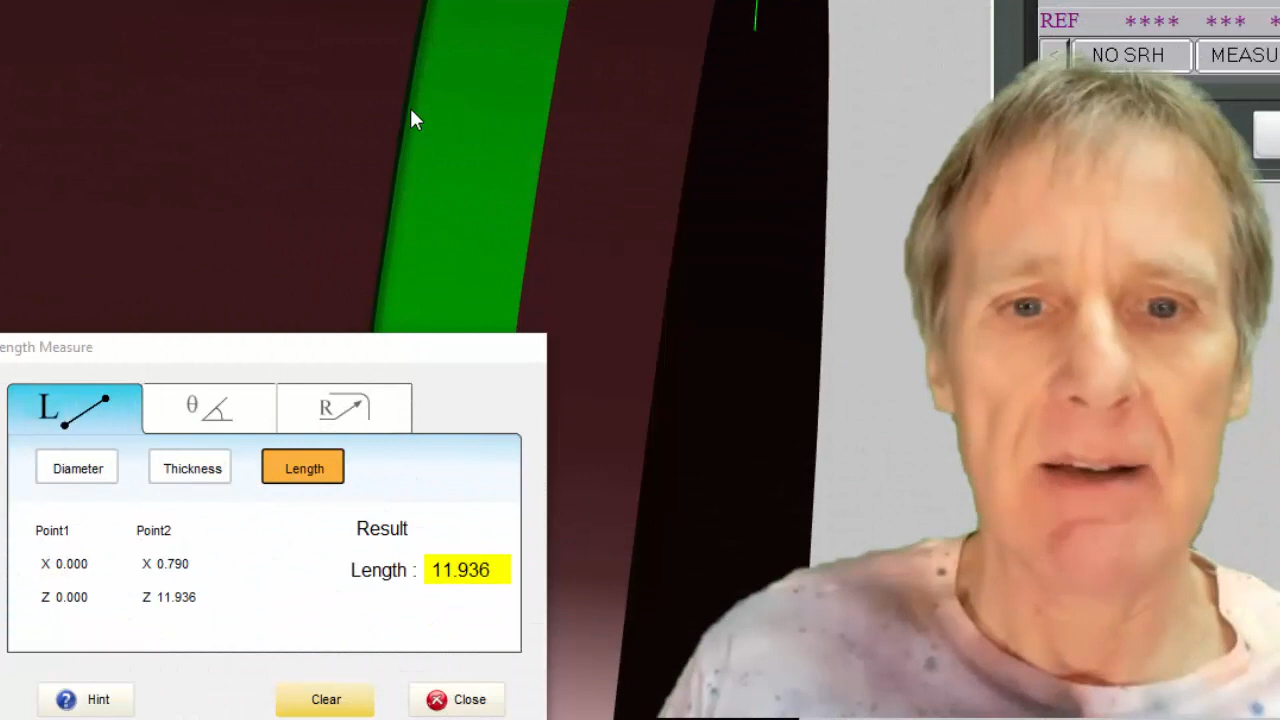 REF **** ***
NO SRH MEASU
ength Measure
L θ R
Diameter Thickness Length
Point1 Point2 Result
X 0.000 X 0.790 Length : 11.936
Z 0.000 Z 11.936
Hint Clear Close